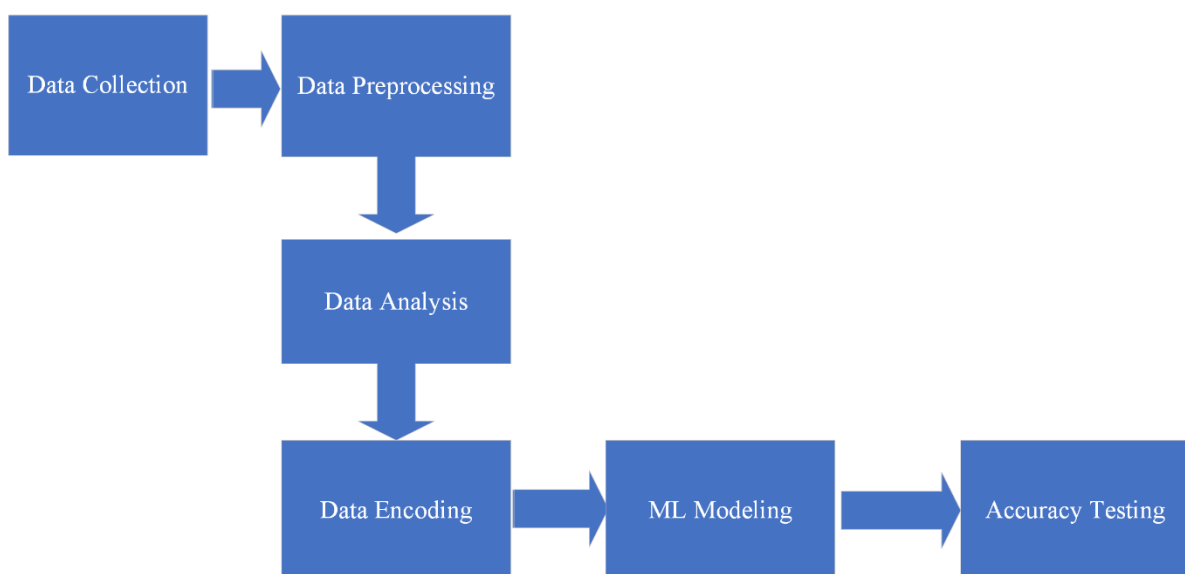 Data Collection
Data Preprocessing
Data Analysis
Data Encoding
ML Modeling
Accuracy Testing